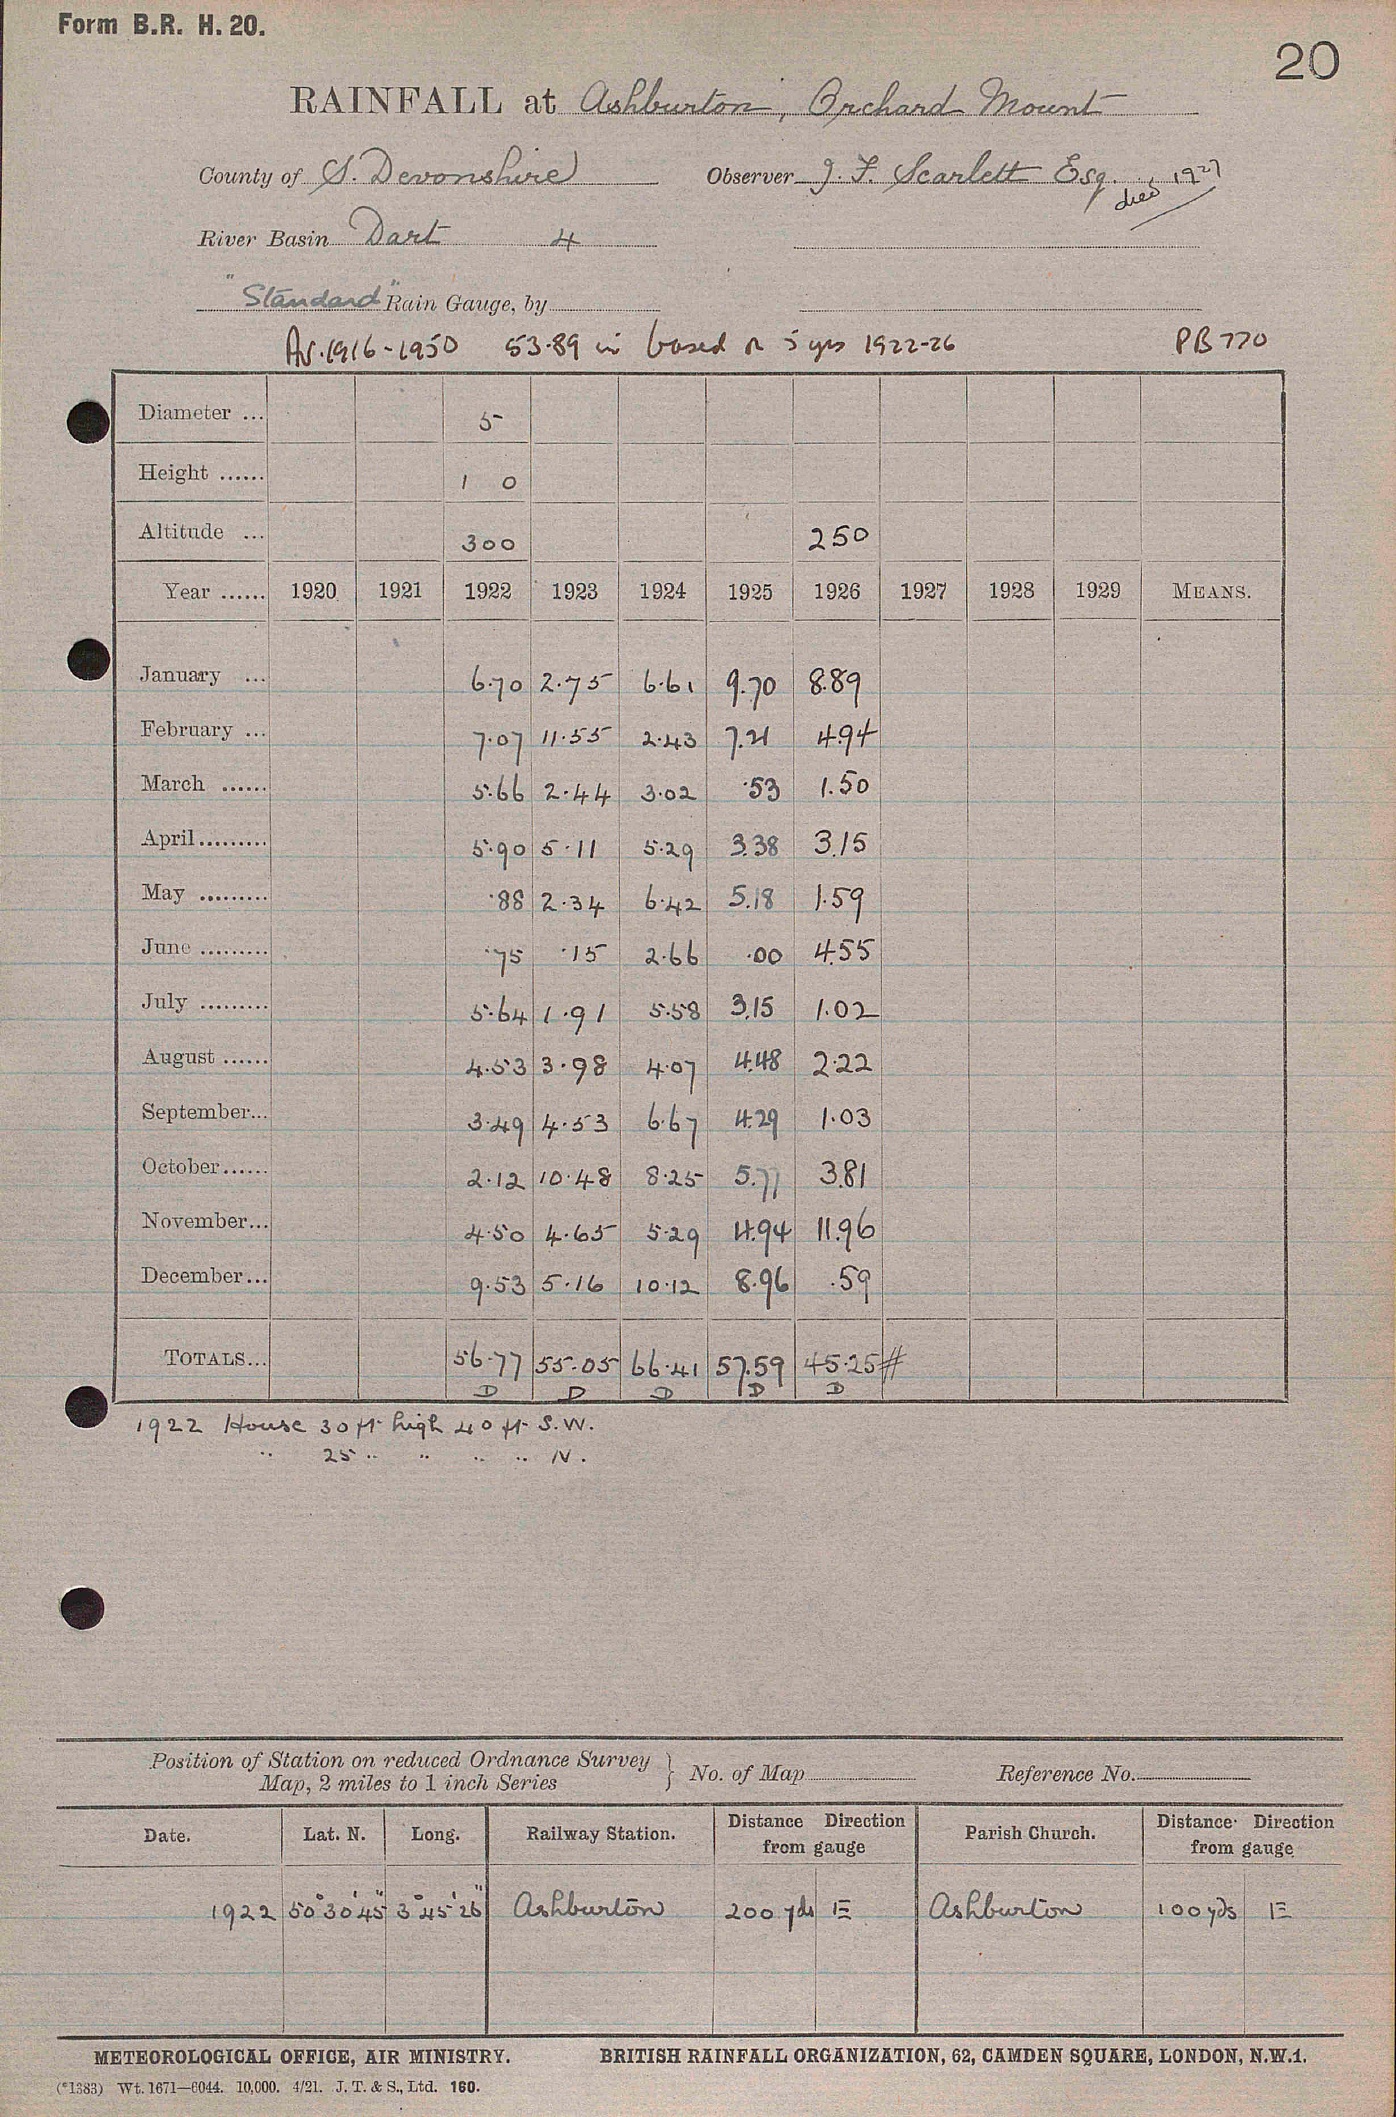 Form B.R. H. 20.
20
RAINFALL at Ashburton, Orchard Mount
County of S. Devonshire Observer J. F. Scarlett Esq. died 1927
River Basin Dart 4
"Standard" Rain Gauge, by
Av. 1916-1950 53.89 in based on 5 yrs 1922-26 PB 770
Diameter ... 5
Height ...... 1 0
Altitude ... 300 250
Year ...... 1920 1921 1922 1923 1924 1925 1926 1927 1928 1929 MEANS.
January ... 6.70 2.75 6.61 9.70 8.89
February ... 7.07 11.55 2.43 7.21 4.94
March ...... 5.66 2.44 3.02 .53 1.50
April ......... 5.90 5.11 5.29 3.38 3.15
May ......... .88 2.34 6.42 5.18 1.59
June ......... .75 .15 2.66 .00 4.55
July ......... 5.64 1.91 5.58 3.15 1.02
August ...... 4.53 3.98 4.07 4.48 2.22
September... 3.49 4.53 6.67 4.29 1.03
October...... 2.12 10.48 8.25 5.77 3.81
November... 4.50 4.65 5.29 4.94 11.96
December... 9.53 5.16 10.12 8.96 .59
TOTALS... 56.77 55.05 66.41 57.59 45.25#
D D D D D
1922 House 30 ft high 40 ft S.W.
" 25 " " " " N.
Position of Station on reduced Ordnance Survey
Map, 2 miles to 1 inch Series } No. of Map Reference No.
Date. Lat. N. Long. Railway Station. Distance Direction from gauge Parish Church. Distance Direction from gauge
1922 50° 30' 45" 3° 45' 26" Ashburton 200 yds E Ashburton 100 yds E
METEOROLOGICAL OFFICE, AIR MINISTRY. BRITISH RAINFALL ORGANIZATION, 62, CAMDEN SQUARE, LONDON, N.W.1.
(*1383) Wt. 1671—6044. 10,000. 4/21. J. T. & S., Ltd. 160.